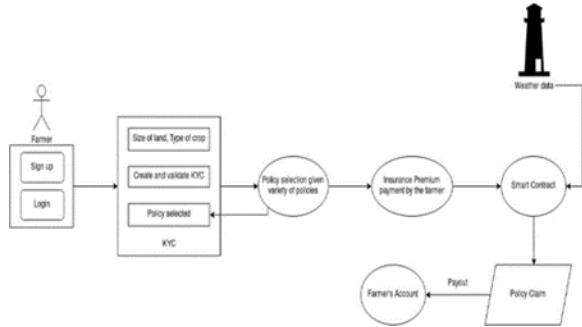 Weather data
Farmer
Sign up
Login
Size of land, Type of crop
Create and validate KYC
Policy selected
KYC
Policy selection given
variety of policies
Insurance Premium
payment by the farmer
Smart Contract
Policy Claim
Payout
Farmer's Account